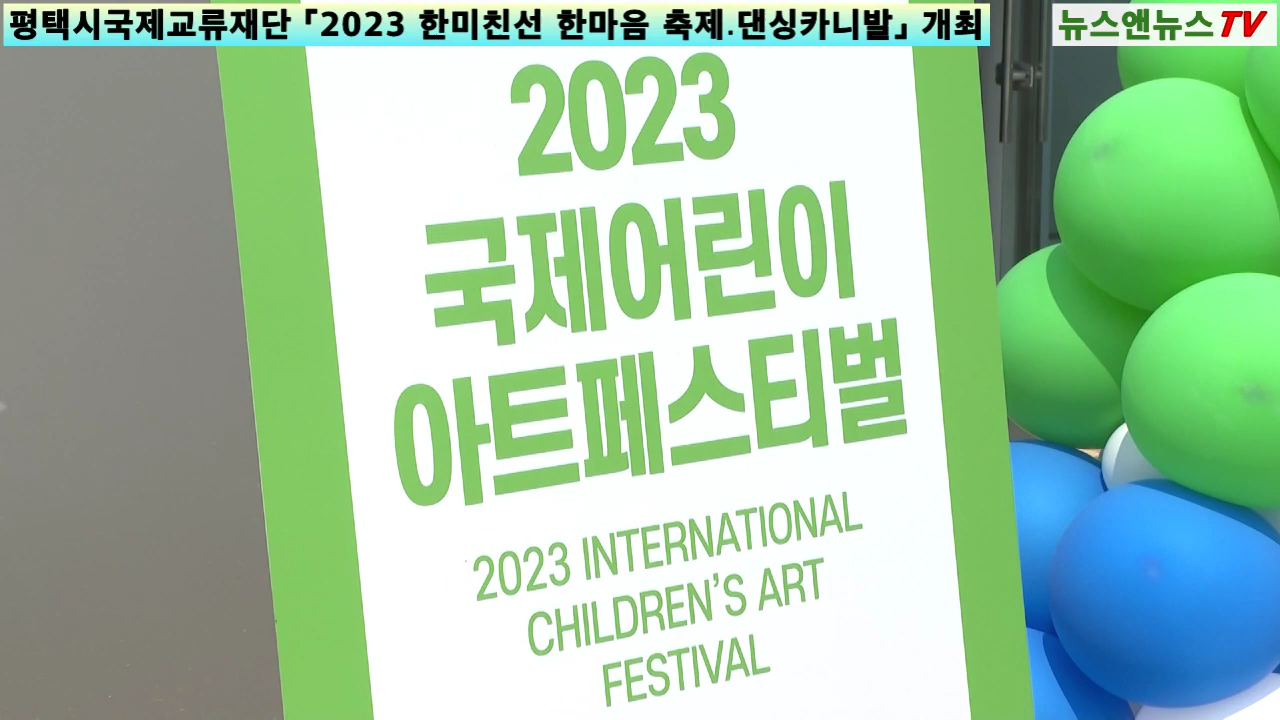 평택시국제교류재단 「2023 한미친선 한마음 축제.댄싱카니발」 개최
뉴스앤뉴스TV
2023
국제어린이
아트페스티벌
2023 INTERNATIONAL
CHILDREN'S ART
FESTIVAL